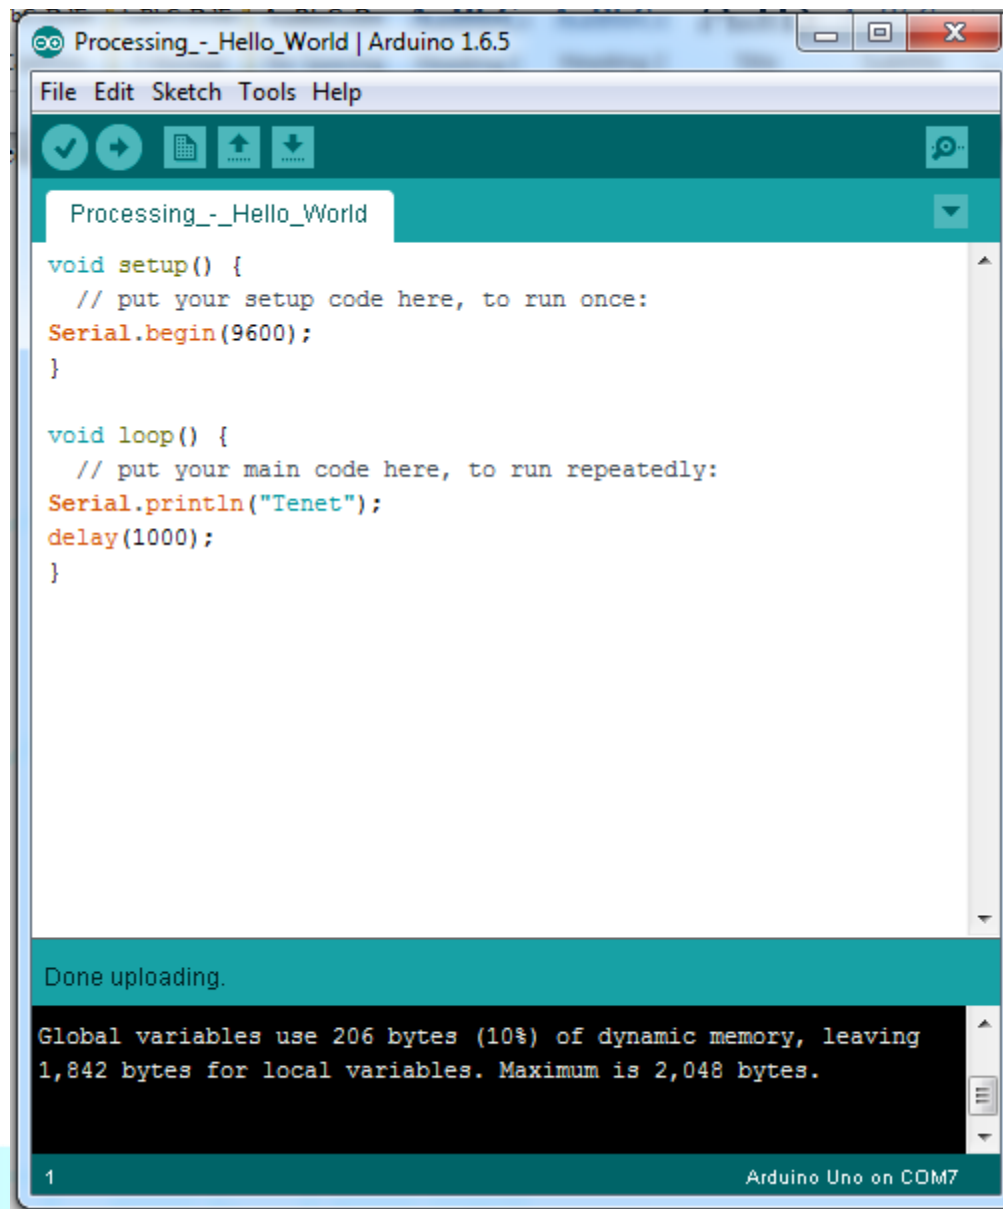 Processing_-_Hello_World | Arduino 1.6.5
File Edit Sketch Tools Help
Processing_-_Hello_World
void setup() {
  // put your setup code here, to run once:
Serial.begin(9600);
}
void loop() {
  // put your main code here, to run repeatedly:
Serial.println("Tenet");
delay(1000);
}
Done uploading.
Global variables use 206 bytes (10%) of dynamic memory, leaving
1,842 bytes for local variables. Maximum is 2,048 bytes.
1 Arduino Uno on COM7